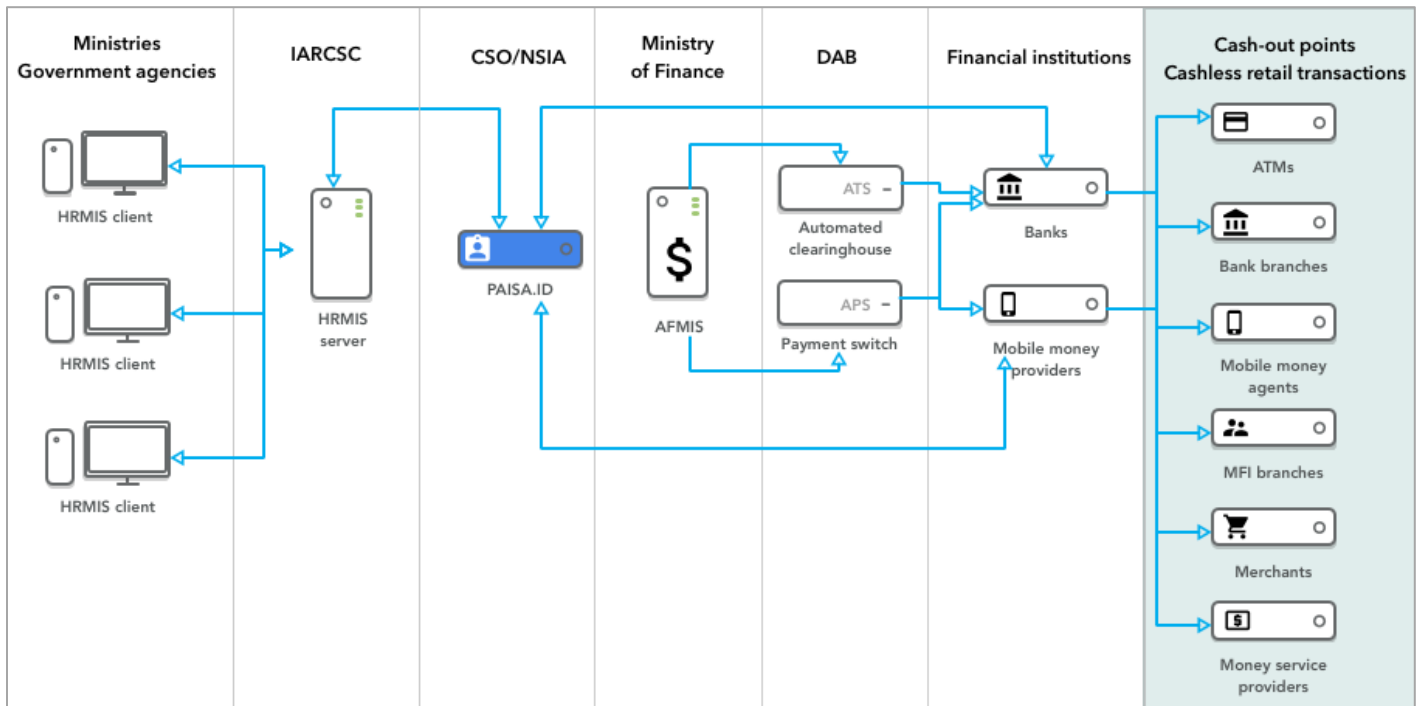 Ministries
Government agencies
IARCSC
CSO/NSIA
Ministry
of Finance
DAB
Financial institutions
Cash-out points
Cashless retail transactions
HRMIS client
HRMIS client
HRMIS client
HRMIS
server
PAISA.ID
$
AFMIS
ATS –
Automated
clearinghouse
APS –
Payment switch
Banks
Mobile money
providers
ATMs
Bank branches
Mobile money
agents
MFI branches
Merchants
$
Money service
providers